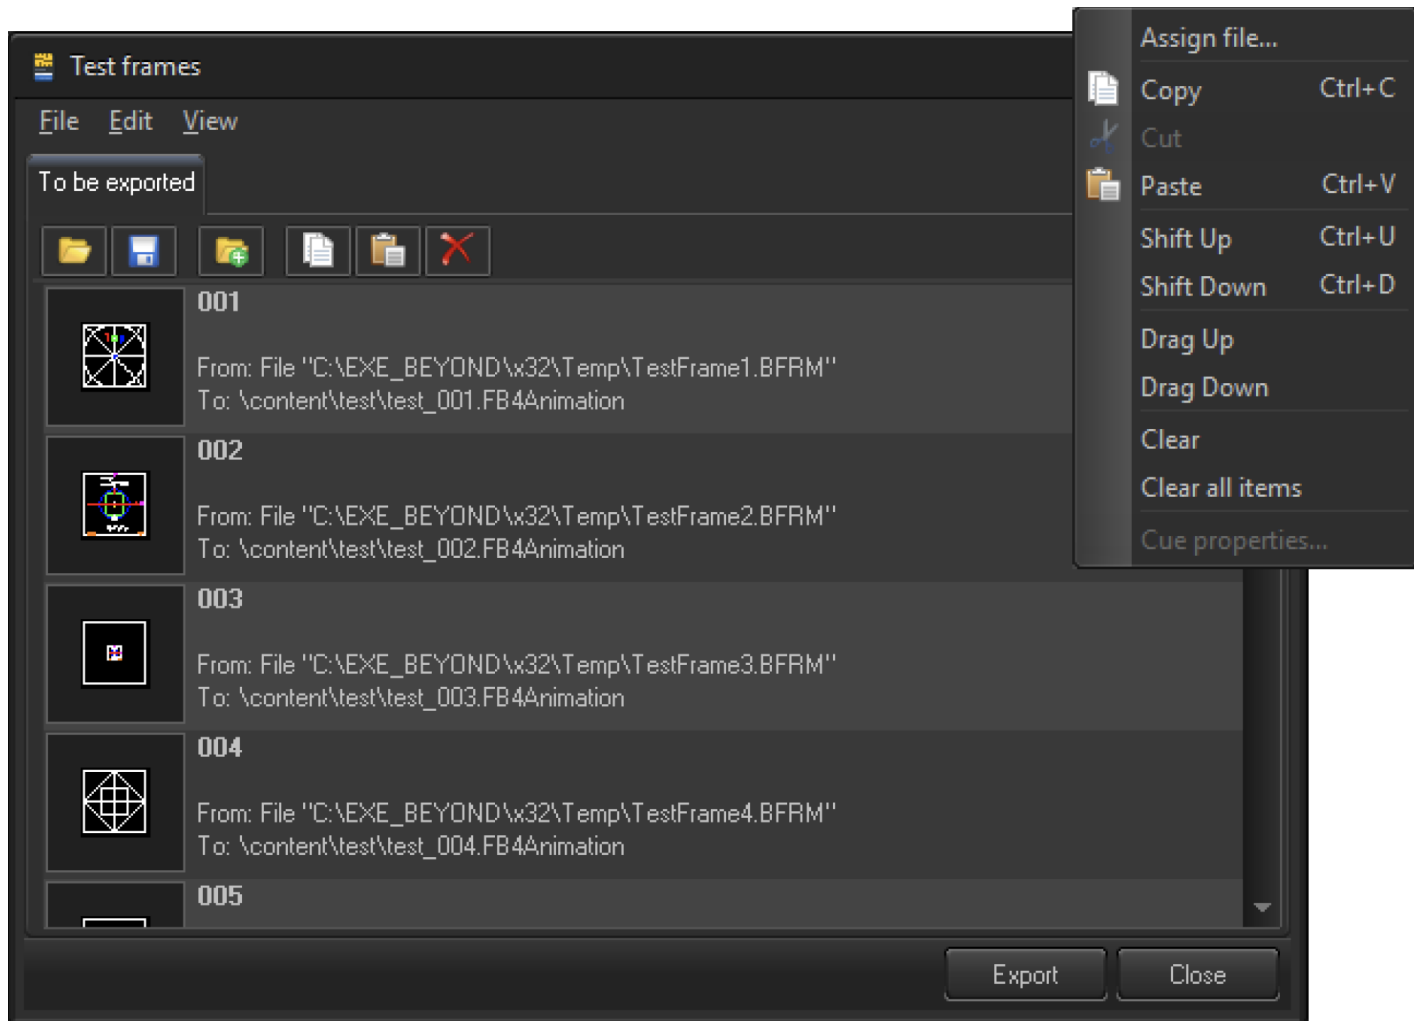 Test frames
File Edit View
To be exported
001
From: File "C:\EXE_BEYOND\x32\Temp\TestFrame1.BFRM"
To: \content\test\test_001.FB4Animation
002
From: File "C:\EXE_BEYOND\x32\Temp\TestFrame2.BFRM"
To: \content\test\test_002.FB4Animation
003
From: File "C:\EXE_BEYOND\x32\Temp\TestFrame3.BFRM"
To: \content\test\test_003.FB4Animation
004
From: File "C:\EXE_BEYOND\x32\Temp\TestFrame4.BFRM"
To: \content\test\test_004.FB4Animation
005
Export Close
Assign file...
Copy Ctrl+C
Cut
Paste Ctrl+V
Shift Up Ctrl+U
Shift Down Ctrl+D
Drag Up
Drag Down
Clear
Clear all items
Cue properties...